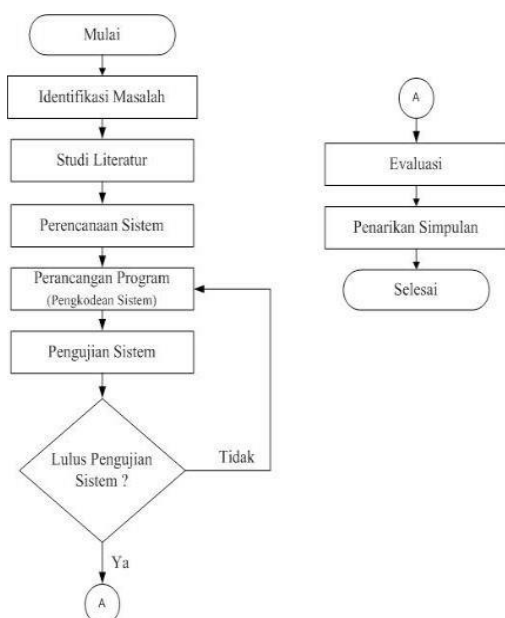 Mulai
Identifikasi Masalah
Studi Literatur
Perencanaan Sistem
Perancangan Program
(Pengkodean Sistem)
Pengujian Sistem
Lulus Pengujian
Sistem ?
Tidak
Ya
A
A
Evaluasi
Penarikan Simpulan
Selesai